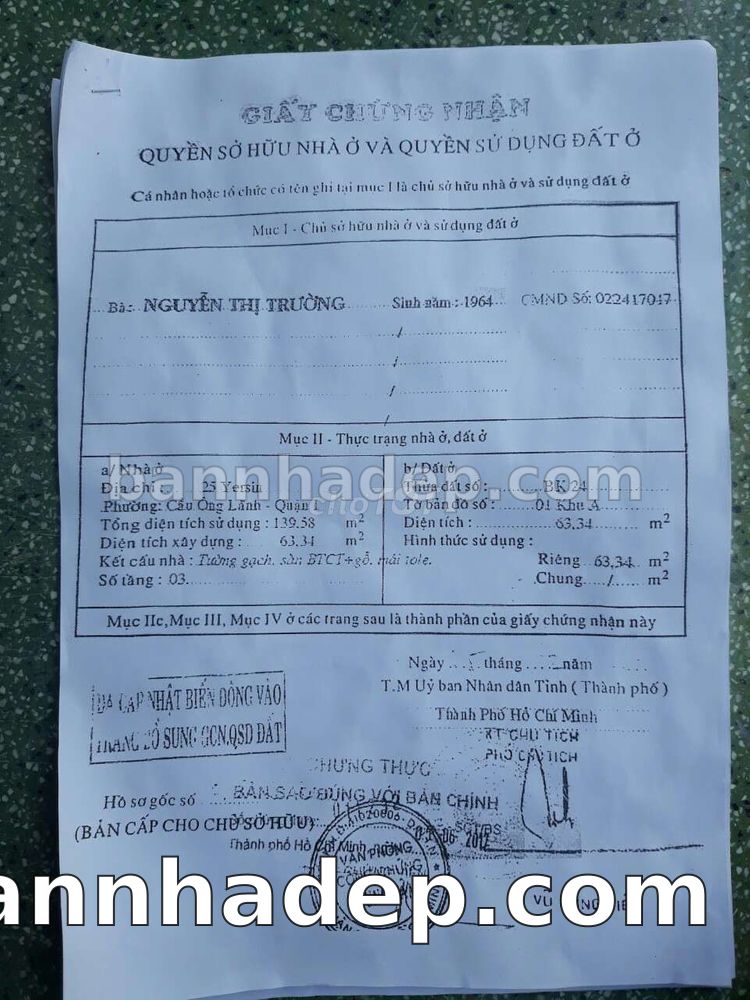 GIẤY CHỨNG NHẬN
QUYỀN SỞ HỮU NHÀ Ở VÀ QUYỀN SỬ DỤNG ĐẤT Ở
Cá nhân hoặc tổ chức có tên ghi tại mục I là chủ sở hữu nhà ở và sử dụng đất ở
Mục I - Chủ sở hữu nhà ở và sử dụng đất ở
Bà: NGUYỄN THỊ TRƯỜNG Sinh năm : 1964 CMND Số: 022417047
/
/
/
/
Mục II - Thực trạng nhà ở, đất ở
a/ Nhà ở
Địa chỉ : 25 Yersin
Phường: Cầu Ông Lãnh - Quận 1
Tổng diện tích sử dụng : 139.58 m2
Diện tích xây dựng : 63.34 m2
Kết cấu nhà : Tường gạch, sàn BTCT+gỗ, mái tole.
Số tầng : 03
b/ Đất ở
Thửa đất số : BK 24
Tờ bản đồ số : 01 Khu A
Diện tích : 63,34 m2
Hình thức sử dụng :
Riêng 63,34 m2
Chung / m2
bannhadep.com
Mục IIc, Mục III, Mục IV ở các trang sau là thành phần của giấy chứng nhận này
Ngày tháng năm
T.M Uỷ ban Nhân dân Tỉnh ( Thành phố )
Thành Phố Hồ Chí Minh
KT CHỦ TỊCH
PHÓ CHỦ TỊCH
ĐÃ CẬP NHẬT BIẾN ĐỘNG VÀO
TRANG BỔ SUNG GCN.QSD ĐẤT
CHỨNG THỰC
BẢN SAO ĐÚNG VỚI BẢN CHÍNH
Hồ sơ gốc số
(BẢN CẤP CHO CHỦ SỞ HỮU)
Thành phố Hồ Chí Minh
VĂN PHÒNG
annhadep.com